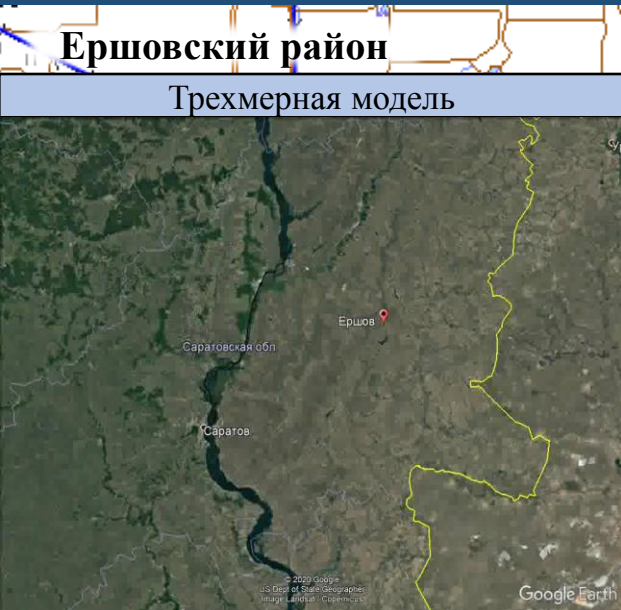 Ершовский район
Трехмерная модель
Ершов
Саратовская обл
Саратов
© 2020 Google
US Dept of State Geographer
Image Landsat / Copernicus
Google Earth